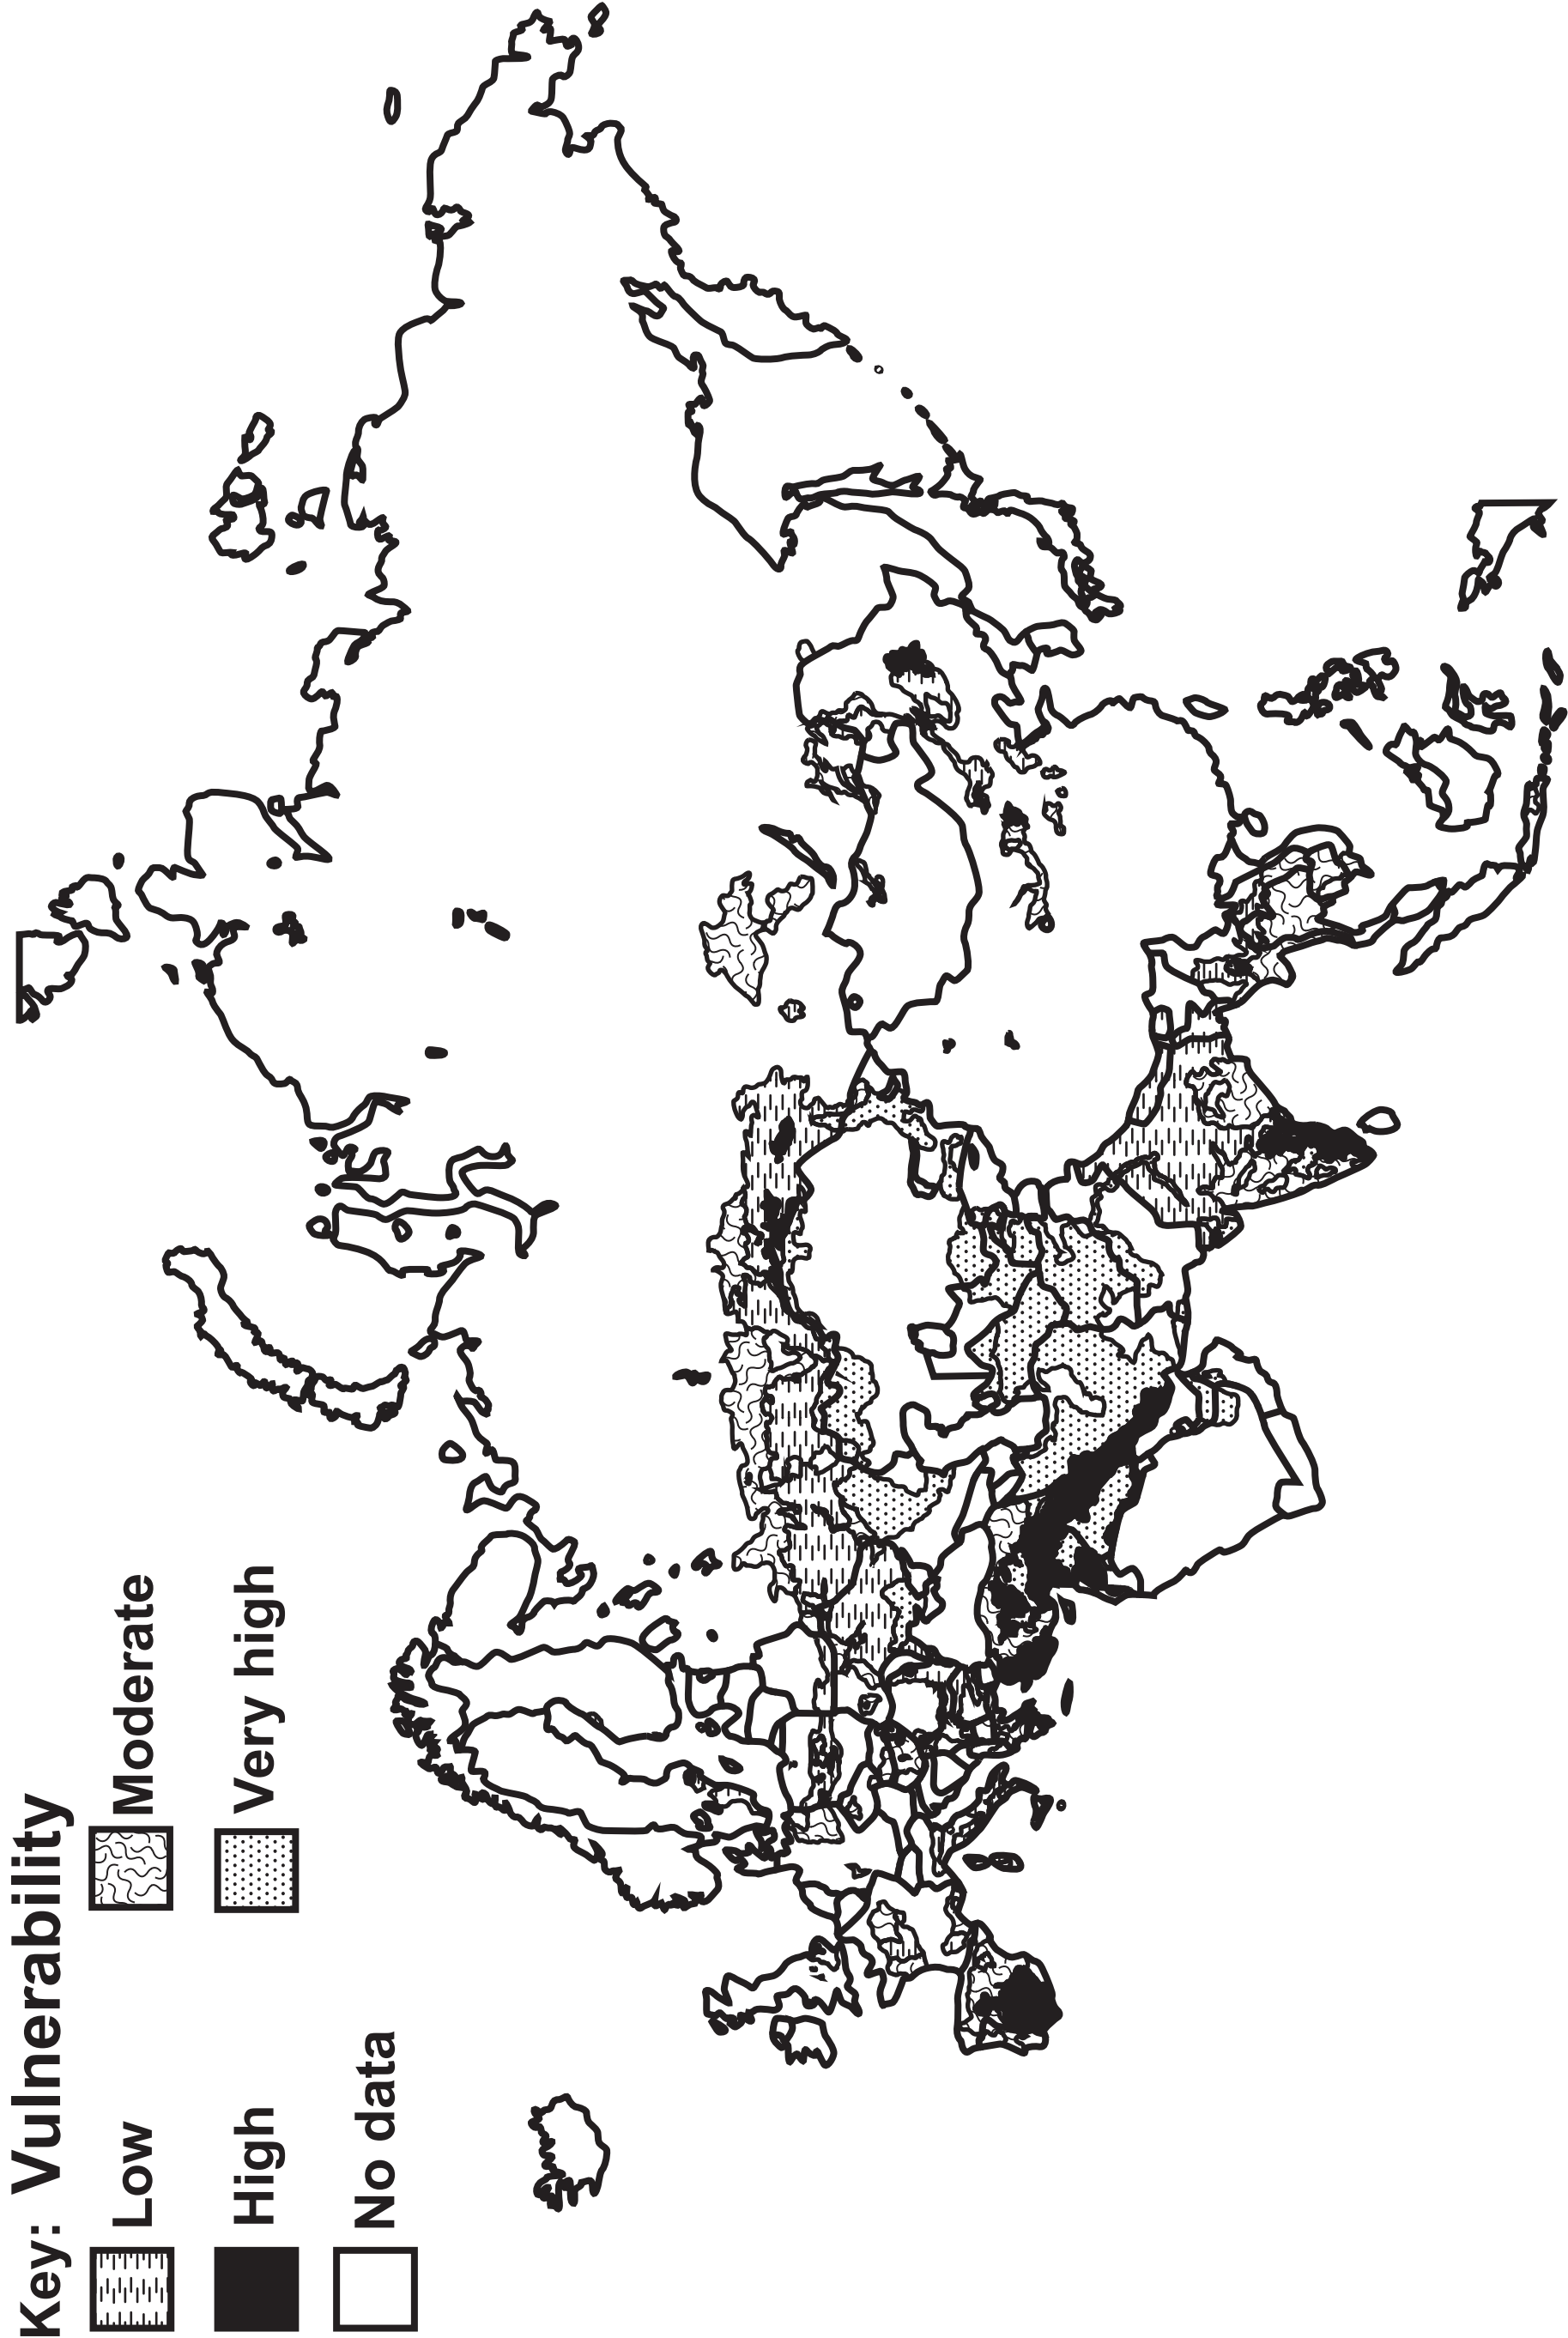 Key: Vulnerability
Low Moderate
High Very high
No data